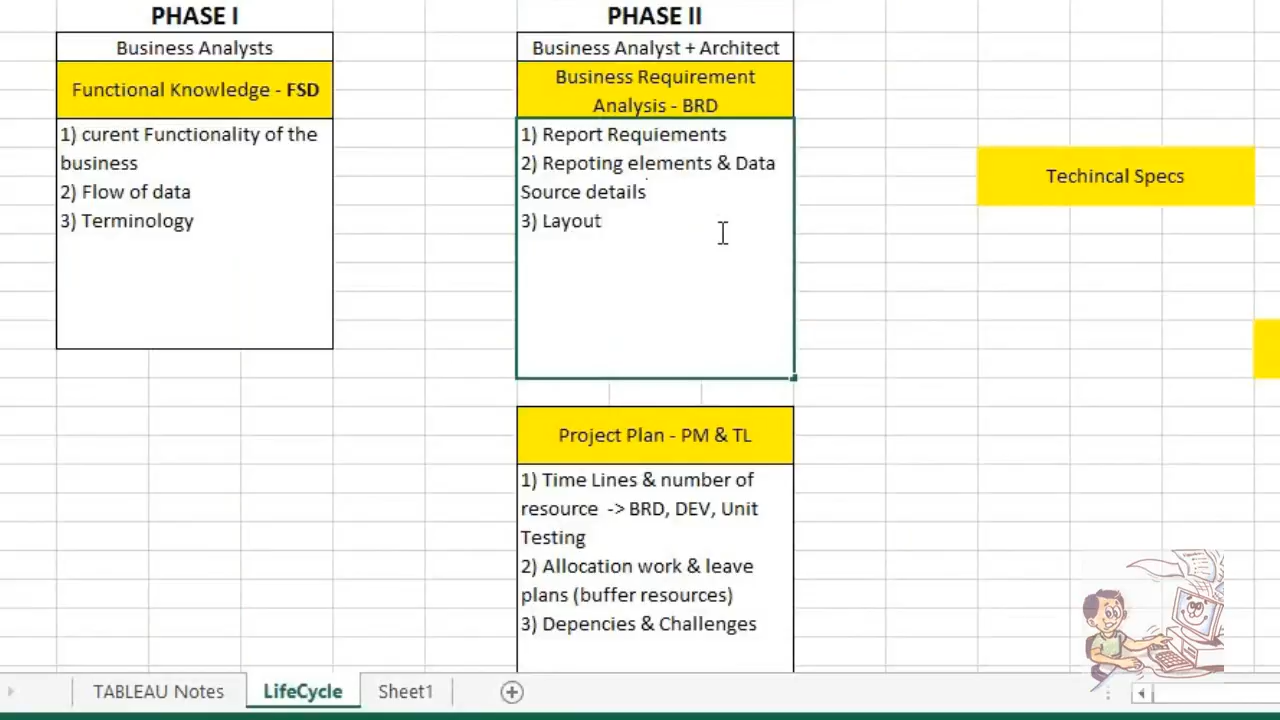 PHASE I
Business Analysts
Functional Knowledge - FSD
1) curent Functionality of the
business
2) Flow of data
3) Terminology
PHASE II
Business Analyst + Architect
Business Requirement
Analysis - BRD
1) Report Requiements
2) Repoting elements & Data
Source details
3) Layout
Project Plan - PM & TL
1) Time Lines & number of
resource -> BRD, DEV, Unit
Testing
2) Allocation work & leave
plans (buffer resources)
3) Depencies & Challenges
Techincal Specs
TABLEAU Notes
LifeCycle
Sheet1